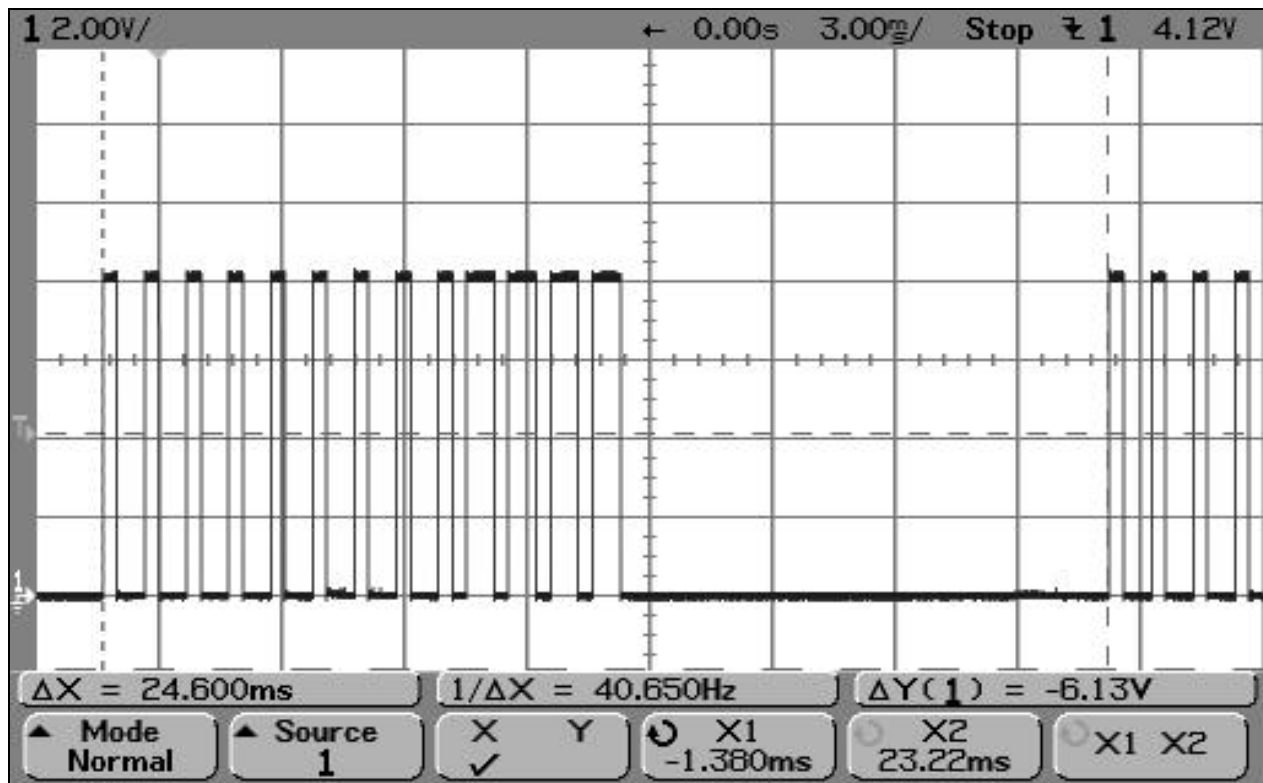 1 2.00V/ ← 0.00s 3.00ms/ Stop 1 4.12V
T
1
ΔX = 24.600ms 1/ΔX = 40.650Hz ΔY(1) = -6.13V
Mode Source X Y X1 X2 X1 X2
Normal 1 ✓ -1.380ms 23.22ms